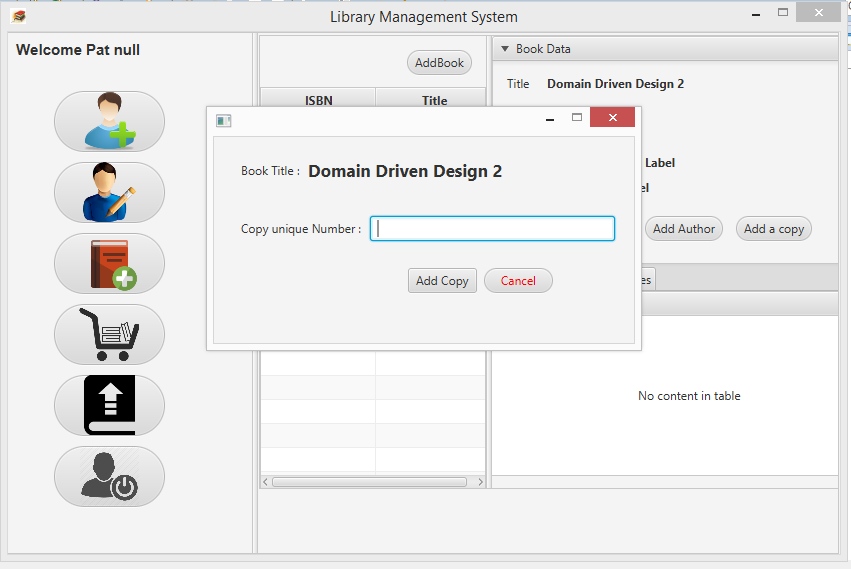 Library Management System
Welcome Pat null
AddBook
ISBN Title
Book Data
Title Domain Driven Design 2
Label
el
Add Author Add a copy
es
No content in table
Book Title : Domain Driven Design 2
Copy unique Number :
Add Copy Cancel